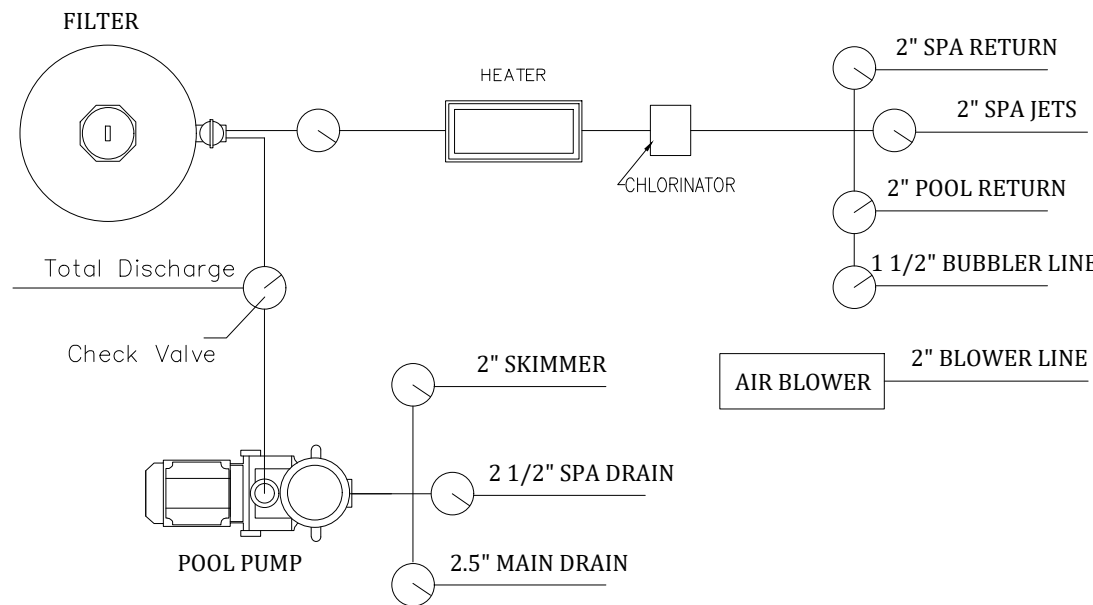 FILTER
HEATER
2" SPA RETURN
2" SPA JETS
CHLORINATOR
2" POOL RETURN
Total Discharge
1 1/2" BUBBLER LINE
Check Valve
2" SKIMMER
AIR BLOWER
2" BLOWER LINE
2 1/2" SPA DRAIN
POOL PUMP
2.5" MAIN DRAIN